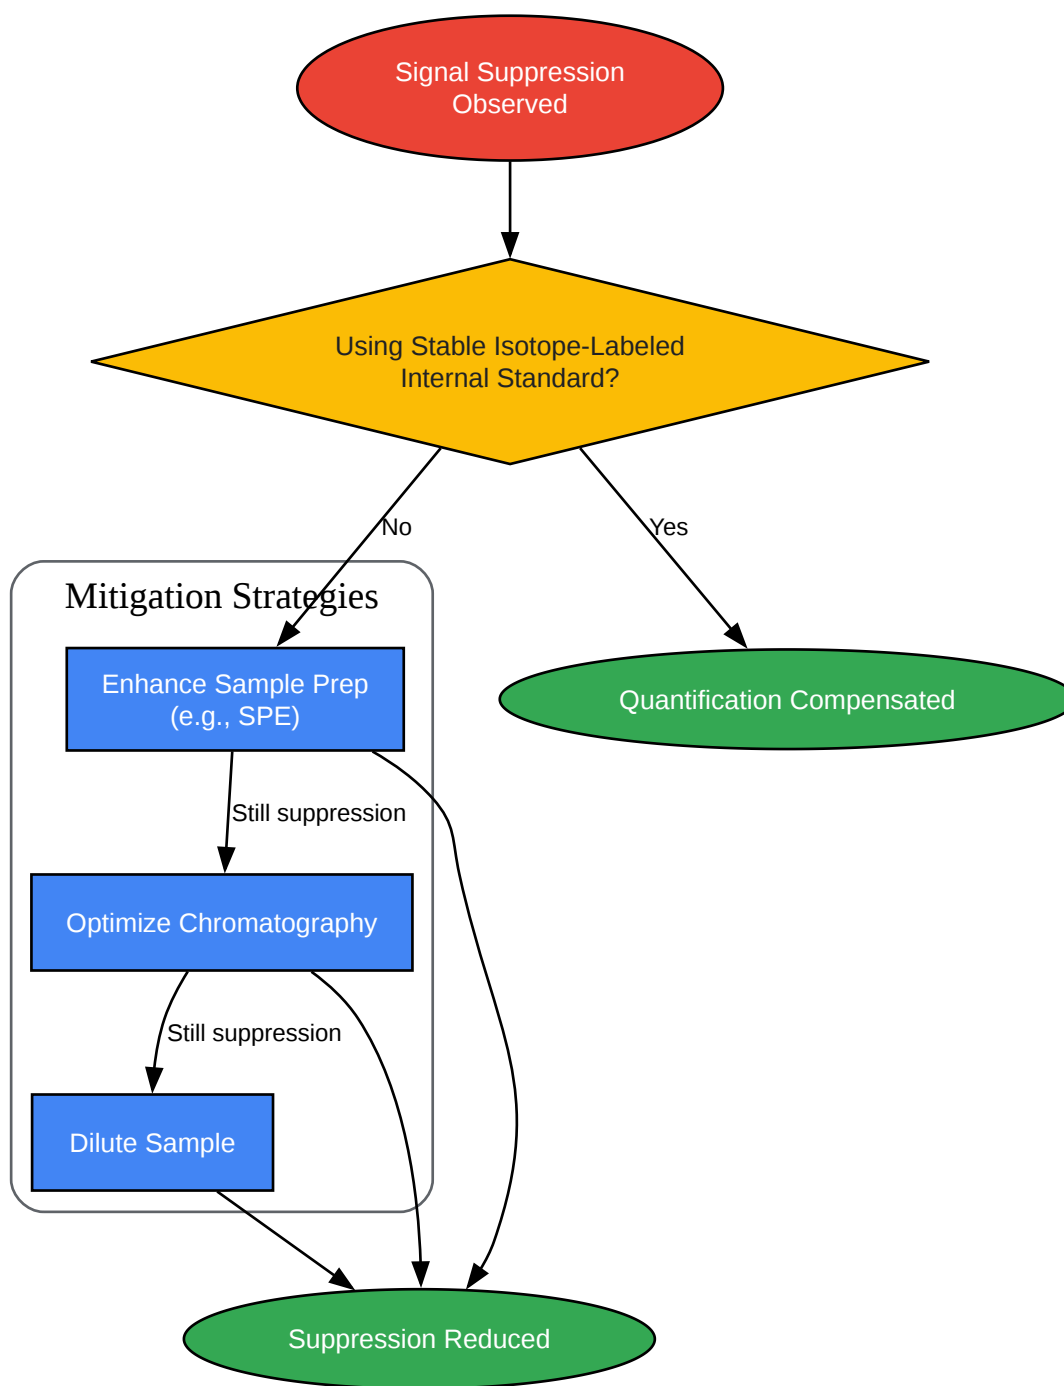 Signal Suppression
Observed
Using Stable Isotope-Labeled
Internal Standard?
No
Yes
Mitigation Strategies
Enhance Sample Prep
(e.g., SPE)
Quantification Compensated
Still suppression
Optimize Chromatography
Still suppression
Dilute Sample
Suppression Reduced